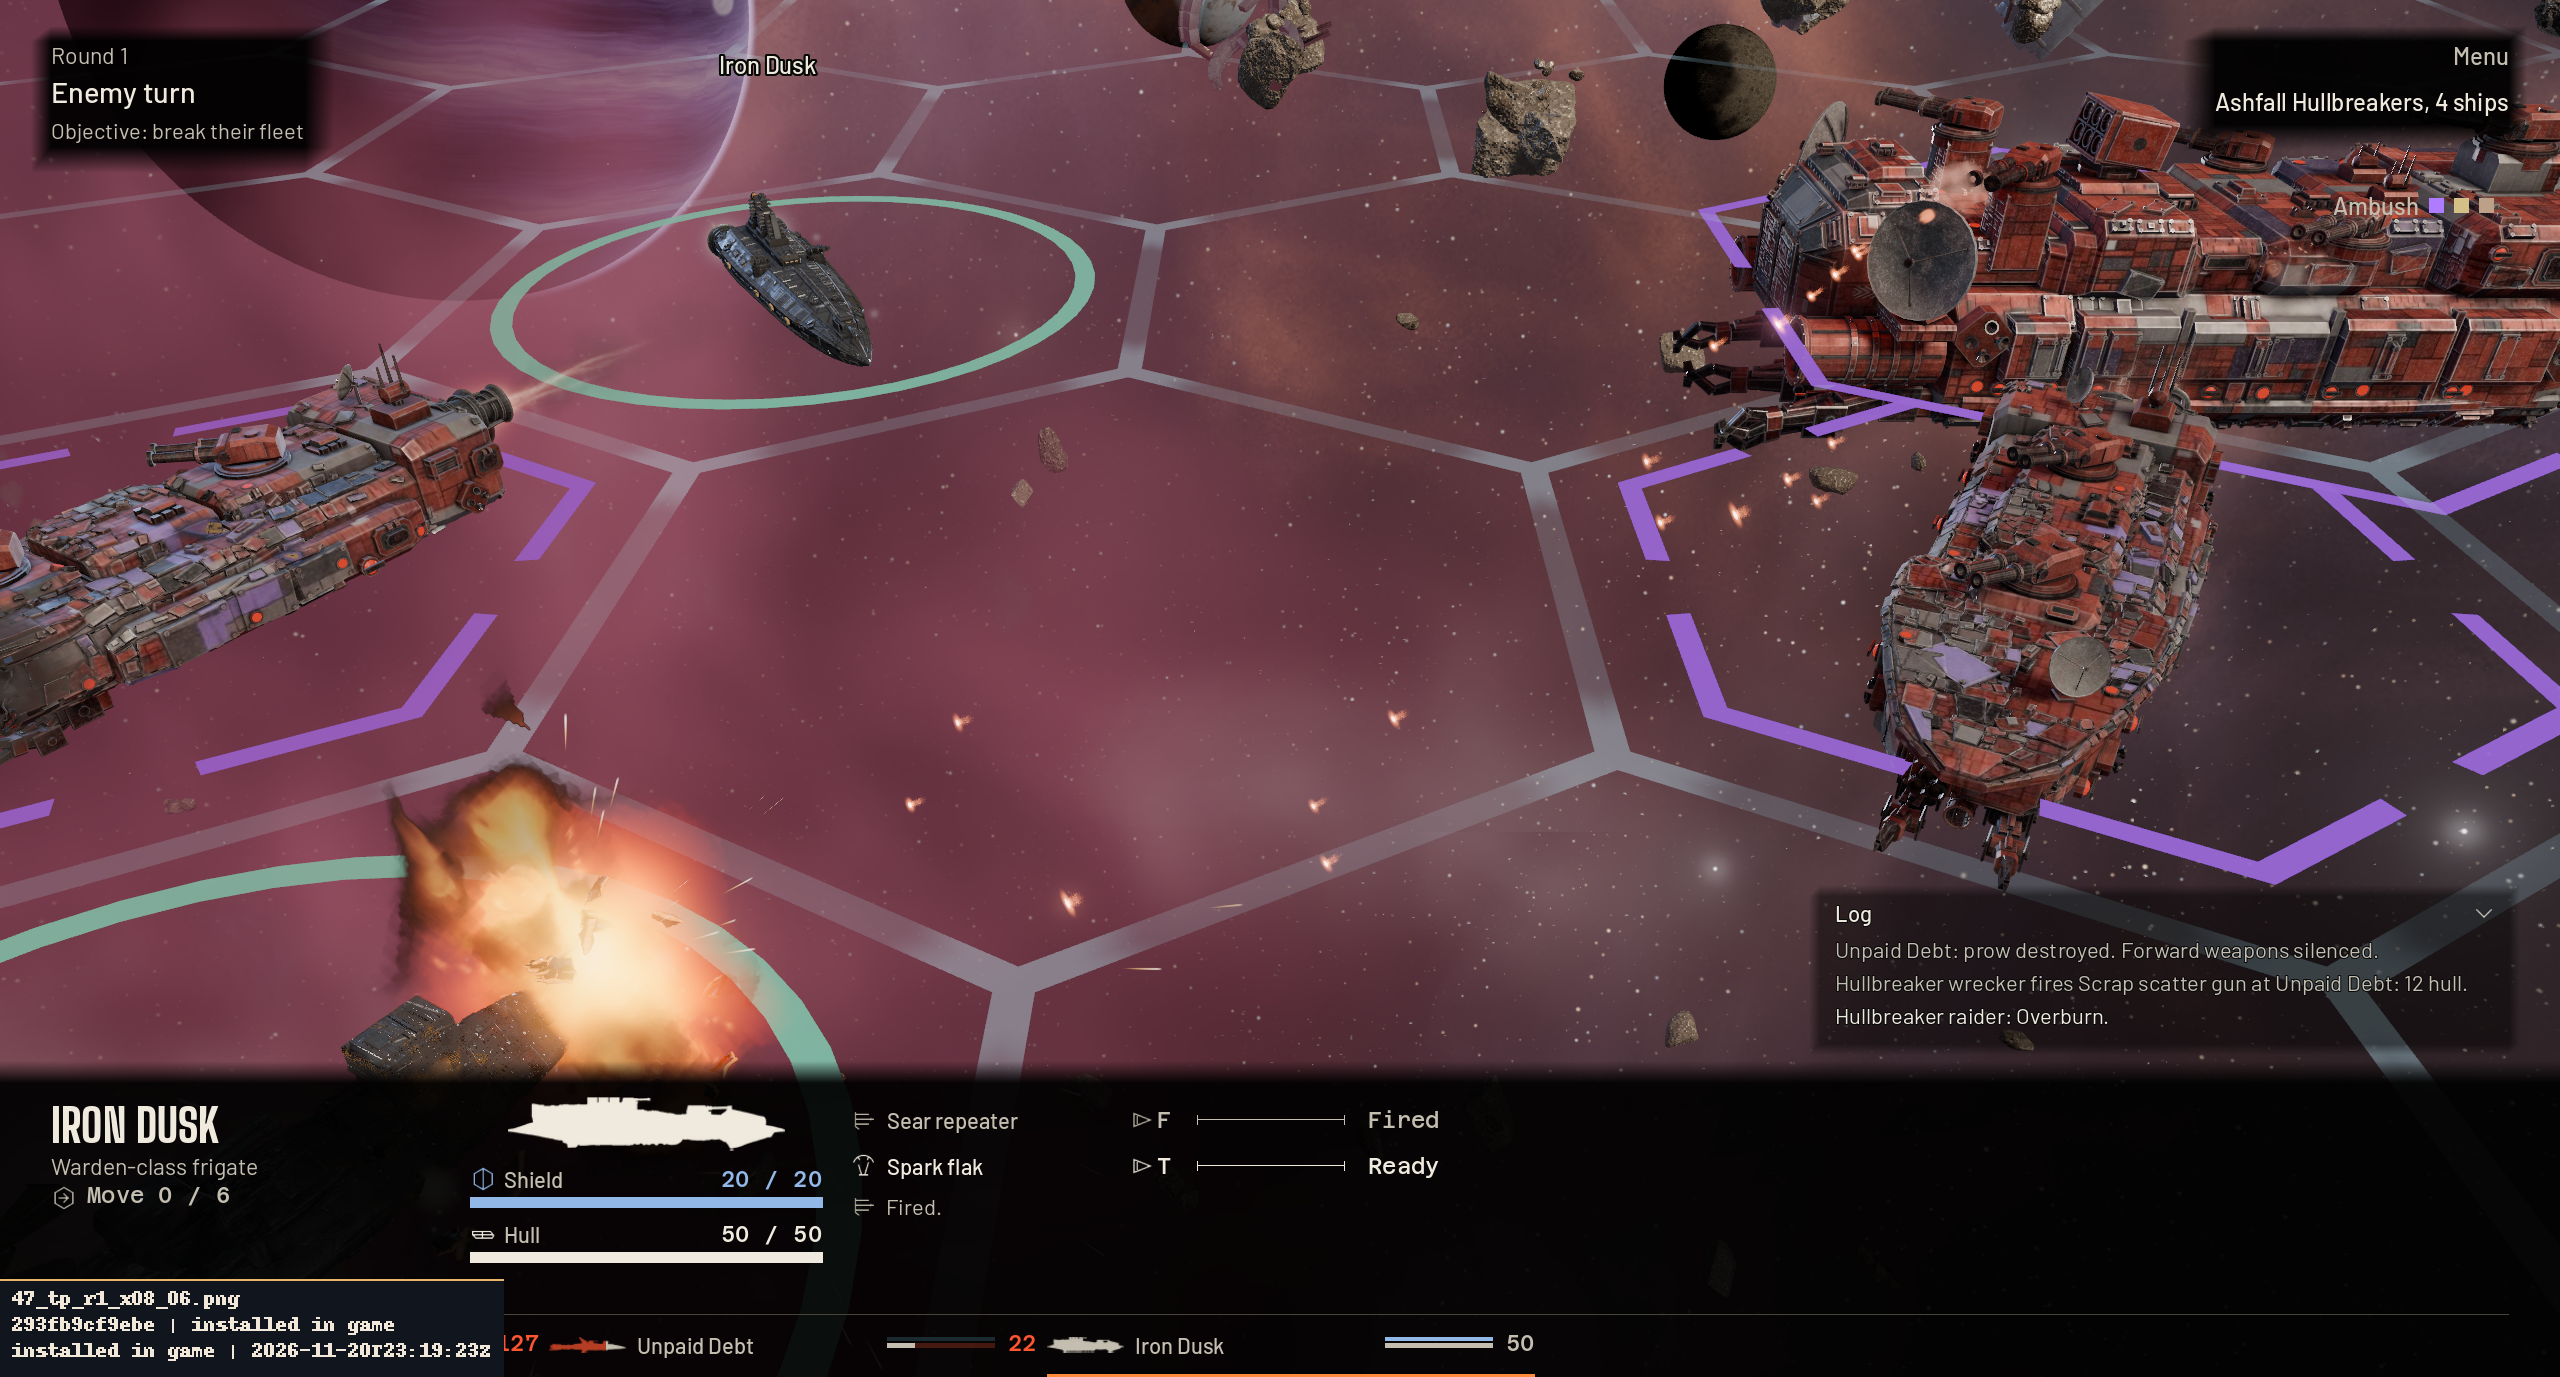 Round 1
Enemy turn
Objective: break their fleet
Iron Dusk
Menu
Ashfall Hullbreakers, 4 ships
Ambush
Log
Unpaid Debt: prow destroyed. Forward weapons silenced.
Hullbreaker wrecker fires Scrap scatter gun at Unpaid Debt: 12 hull.
Hullbreaker raider: Overburn.
IRON DUSK
Warden-class frigate
Move 0 / 6
Shield 20 / 20
Hull 50 / 50
Sear repeater F Fired
Spark flak T Ready
Fired.
47_tp_r1_x08_06.png
293fb9cf9ebe | installed in game
installed in game | 2026-11-20T23:19:23Z
127 Unpaid Debt 22 Iron Dusk 50